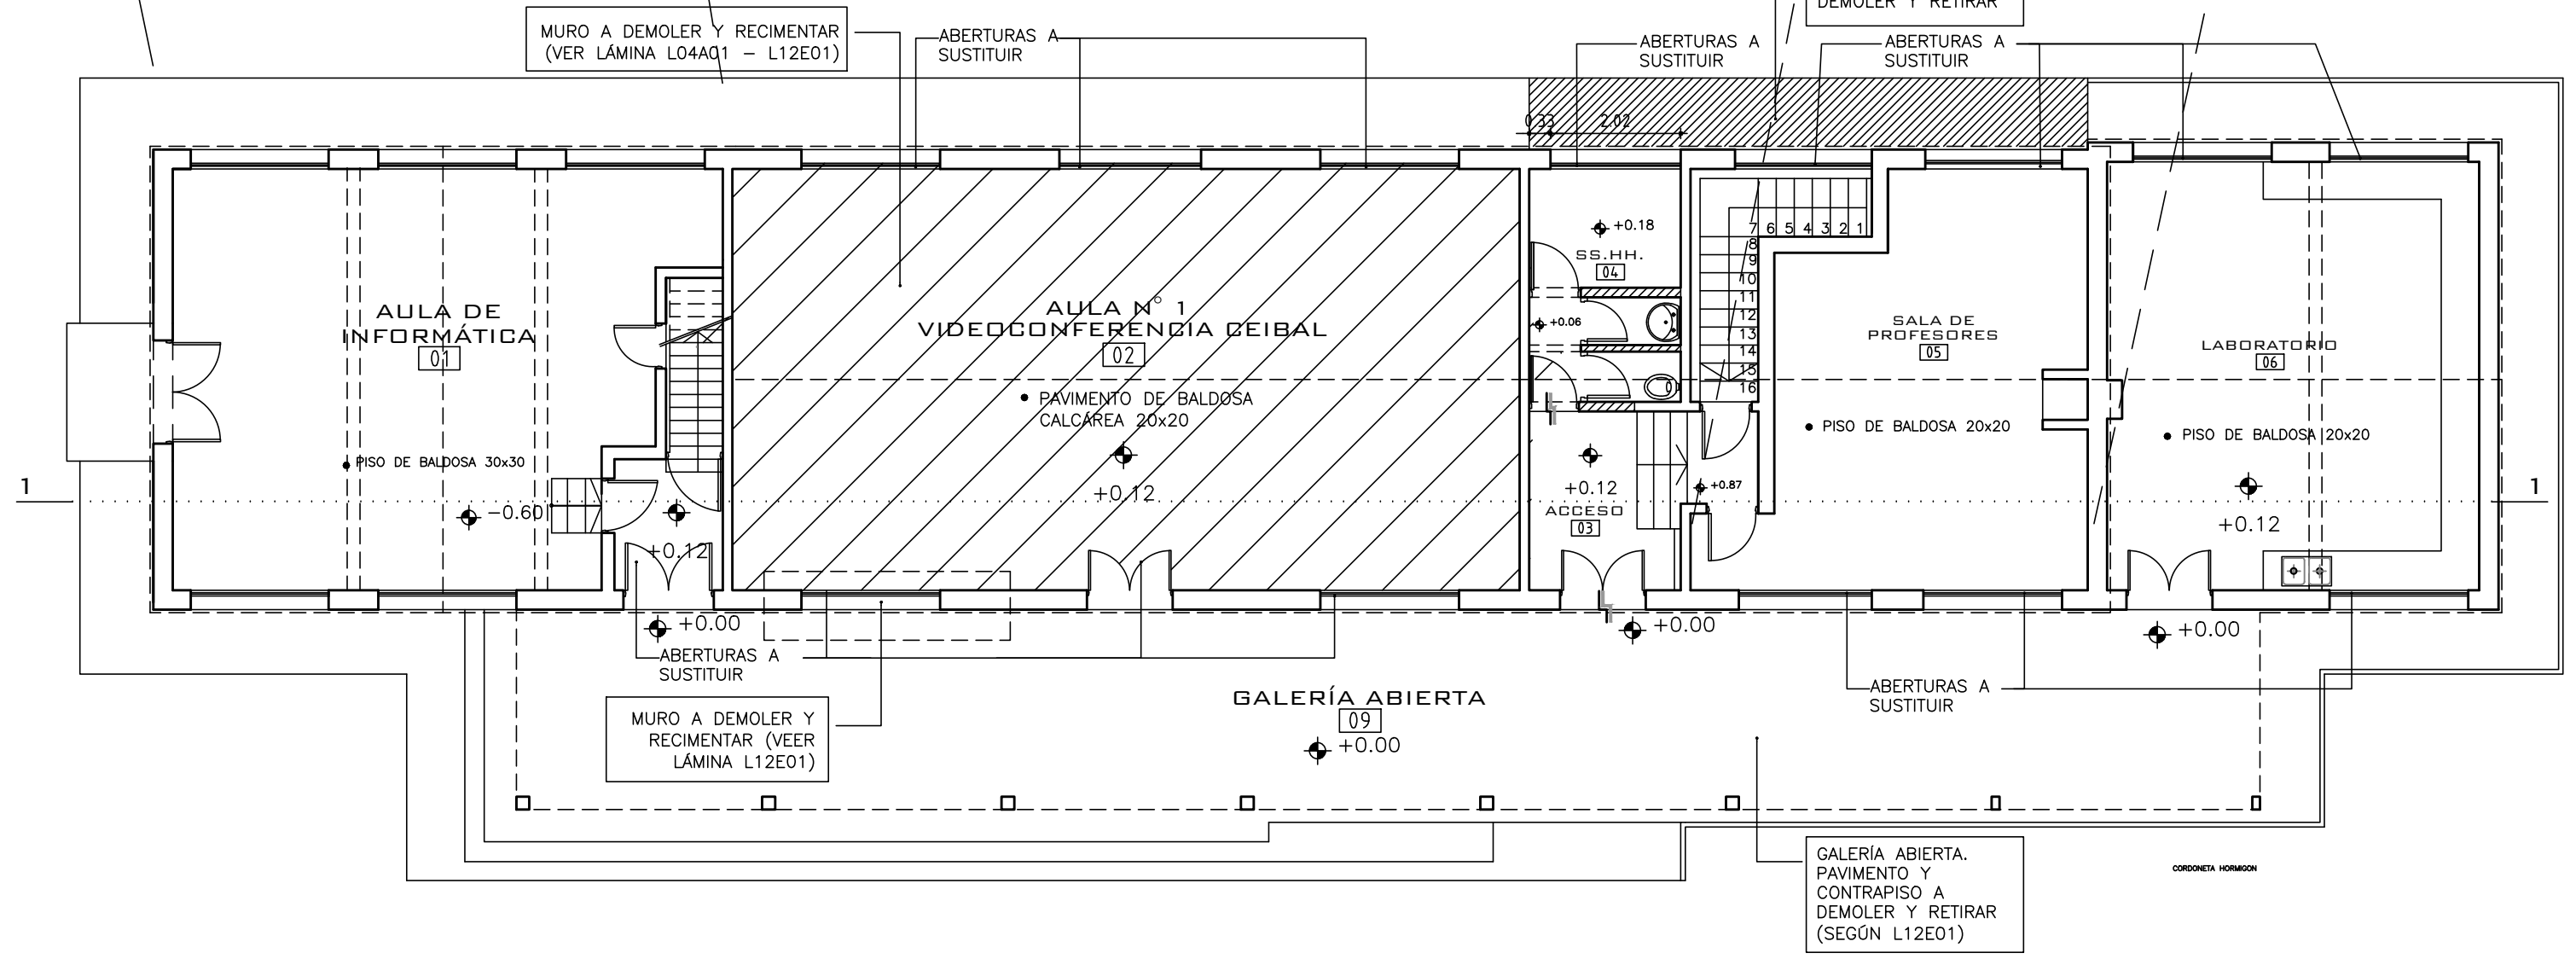 MURO A DEMOLER Y RECIMENTAR
(VER LÁMINA L04A01 - L12E01)
ABERTURAS A
SUSTITUIR
ABERTURAS A
SUSTITUIR
DEMOLER Y RETIRAR
ABERTURAS A
SUSTITUIR
0.33
2.02
AULA DE
INFORMÁTICA
01
PISO DE BALDOSA 30x30
-0.60
+0.12
AULA N° 1
VIDEOCONFERENCIA CEIBAL
02
PAVIMENTO DE BALDOSA
CALCÁREA 20x20
+0.12
+0.18
SS.HH.
04
+0.06
+0.12
ACCESO
03
7 6 5 4 3 2 1
8
9
10
11
12
13
14
15
16
+0.87
SALA DE
PROFESORES
05
PISO DE BALDOSA 20x20
LABORATORIO
06
PISO DE BALDOSA 20x20
+0.12
1
1
+0.00
+0.00
+0.00
ABERTURAS A
SUSTITUIR
MURO A DEMOLER Y
RECIMENTAR (VEER
LÁMINA L12E01)
GALERÍA ABIERTA
09
+0.00
ABERTURAS A
SUSTITUIR
GALERÍA ABIERTA.
PAVIMENTO Y
CONTRAPISO A
DEMOLER Y RETIRAR
(SEGÚN L12E01)
CORDONETA HORMIGON